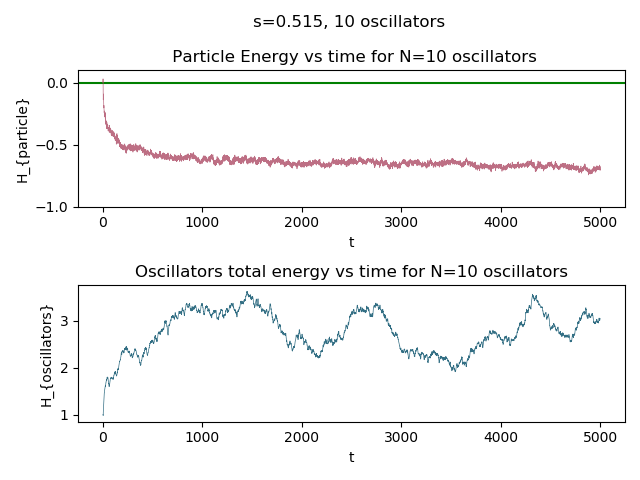 s=0.515, 10 oscillators
Particle Energy vs time for N=10 oscillators
0.0
−0.5
−1.0
H_{particle}
0 1000 2000 3000 4000 5000
t
Oscillators total energy vs time for N=10 oscillators
3
2
1
H_{oscillators}
0 1000 2000 3000 4000 5000
t